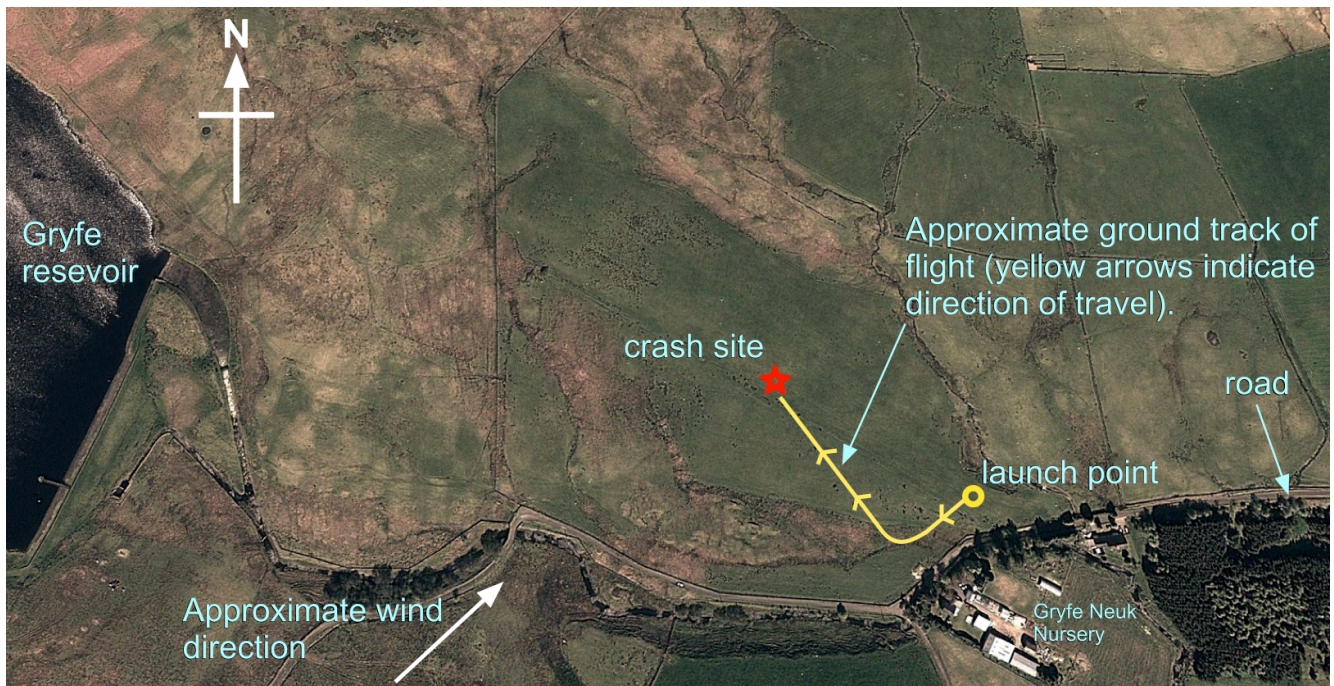 N
Gryfe
resevoir
Approximate ground track of
flight (yellow arrows indicate
direction of travel).
crash site
road
launch point
Approximate wind
direction
Gryfe Neuk
Nursery